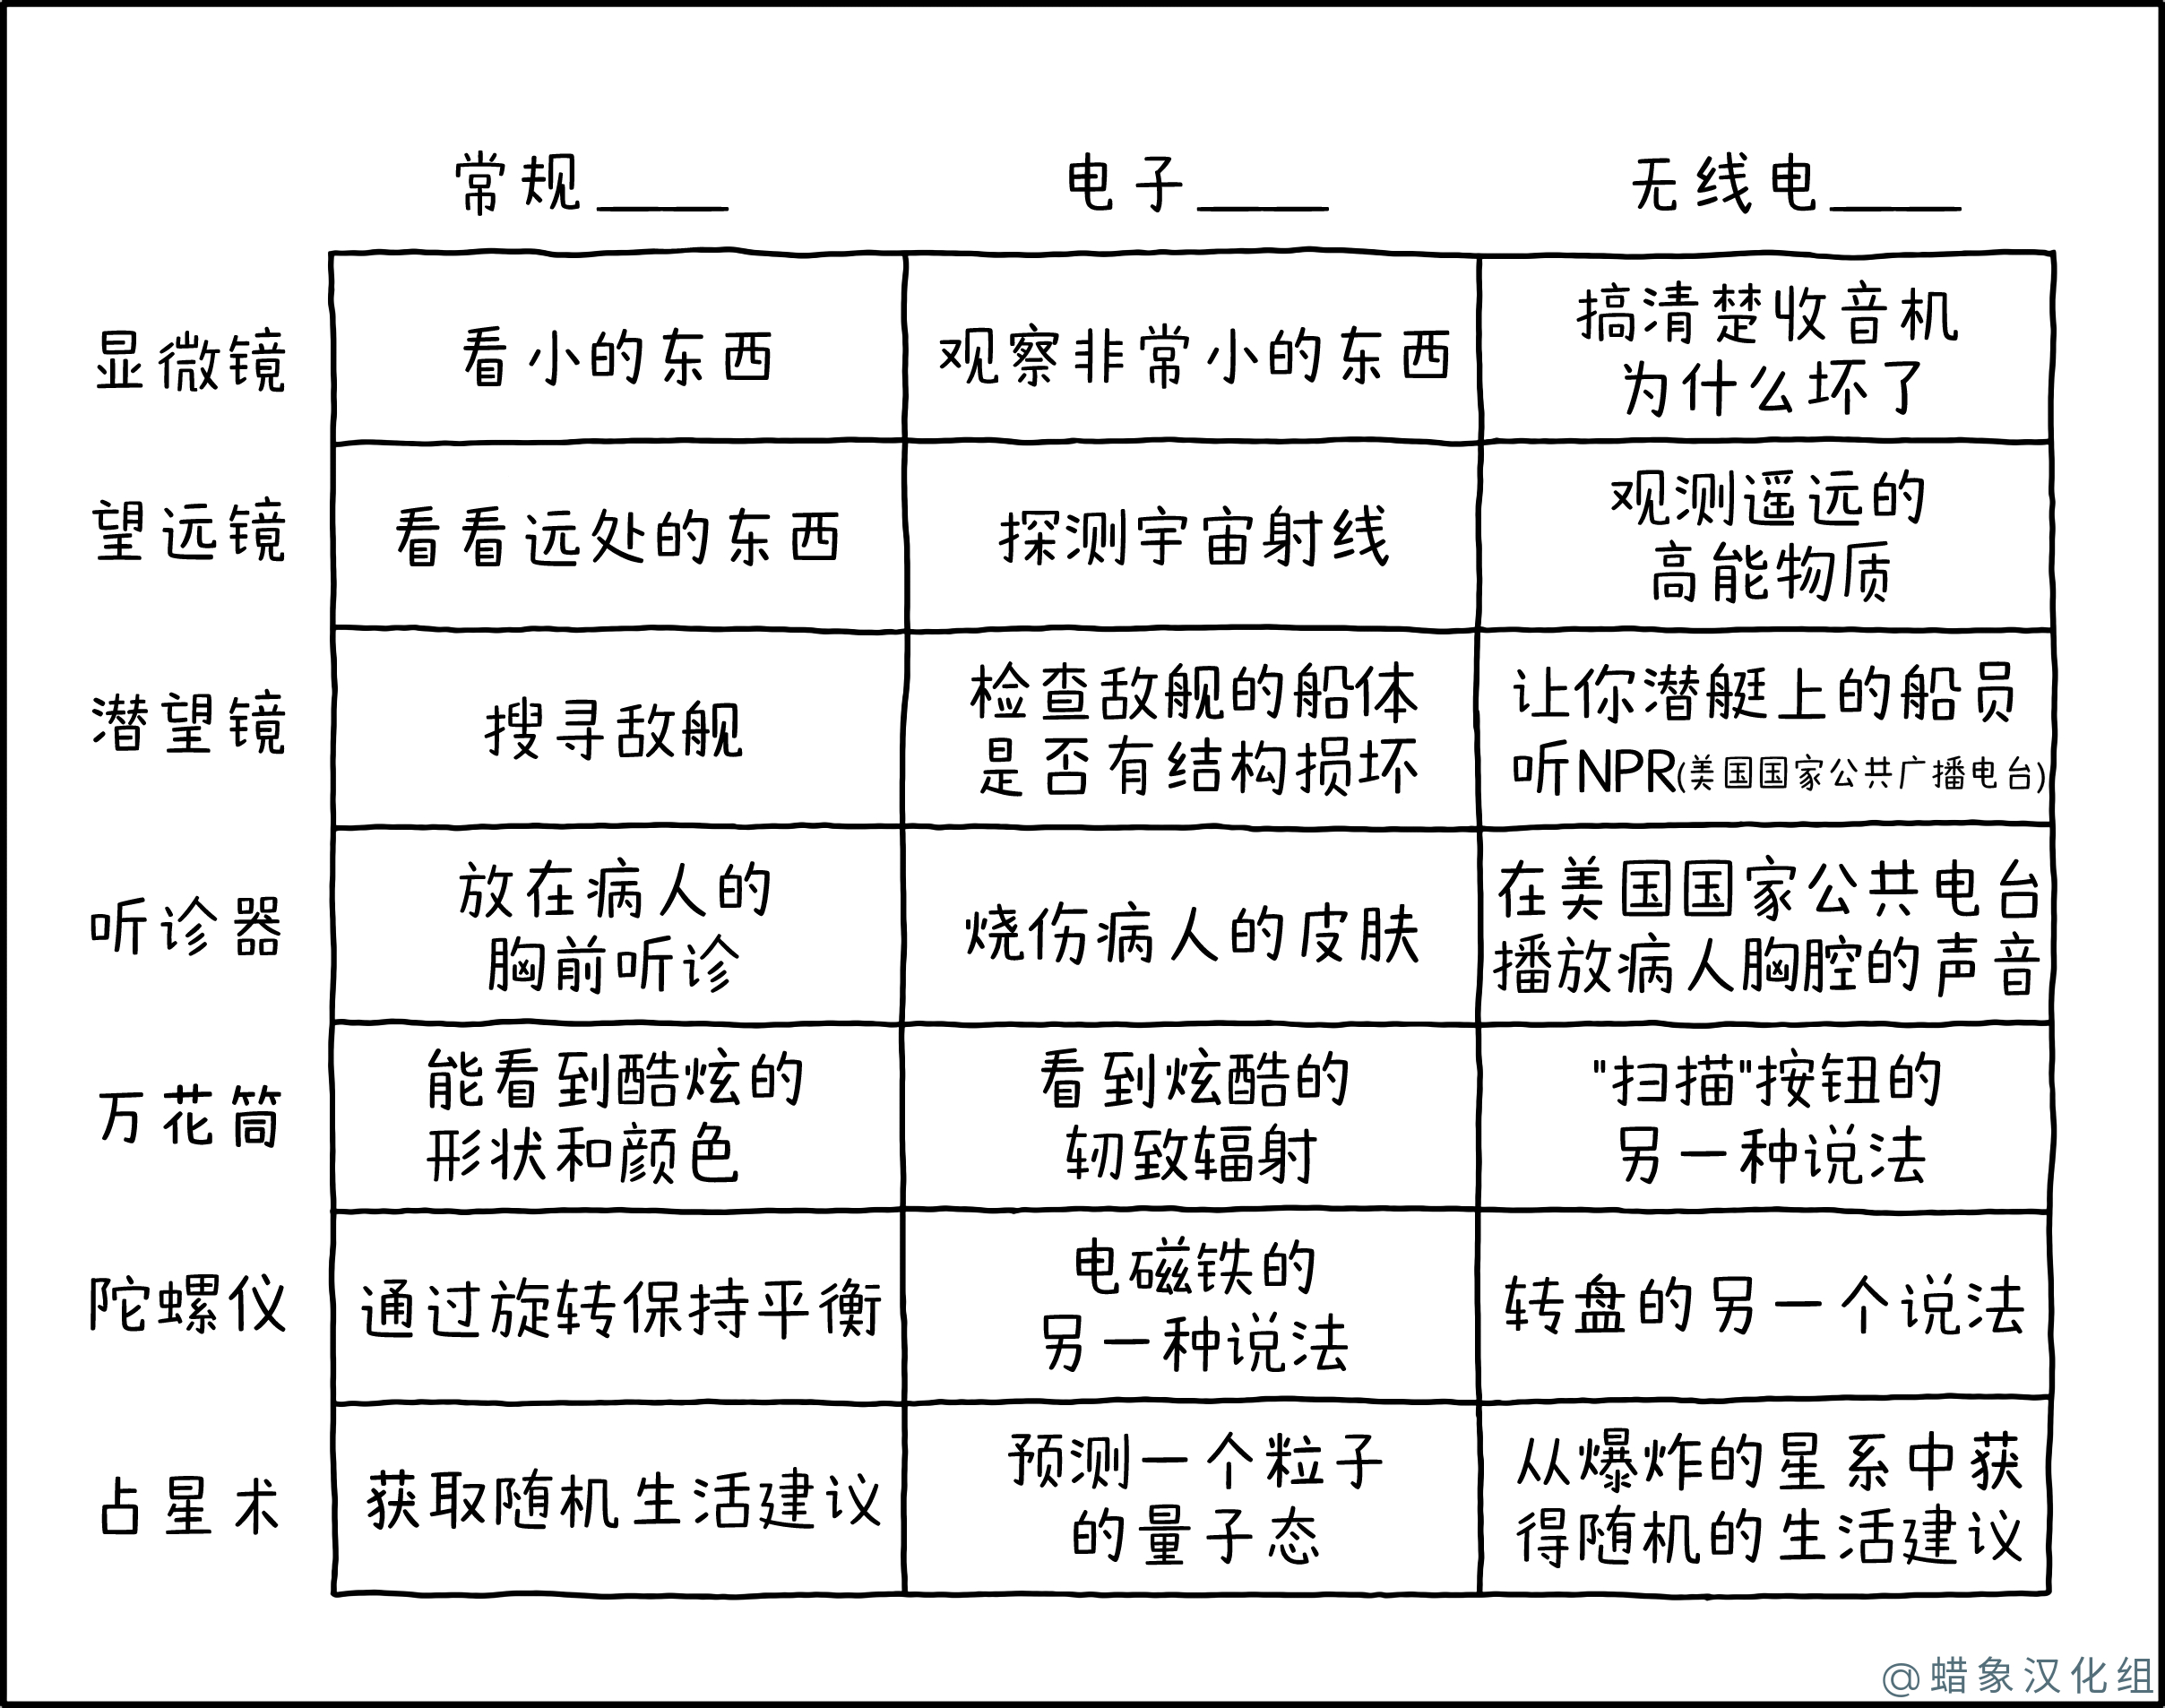 常规____ 电子____ 无线电____
显微镜 看小的东西 观察非常小的东西 搞清楚收音机
为什么坏了
望远镜 看看远处的东西 探测宇宙射线 观测遥远的
高能物质
潜望镜 搜寻敌舰 检查敌舰的船体
是否有结构损坏
让你潜艇上的船员
听NPR(美国国家公共广播电台)
听诊器 放在病人的
胸前听诊
烧伤病人的皮肤
在美国国家公共电台
播放病人胸腔的声音
万花筒 能看到酷炫的
形状和颜色
看到炫酷的
轫致辐射
"扫描"按钮的
另一种说法
陀螺仪 通过旋转保持平衡 电磁铁的
另一种说法
转盘的另一个说法
占星术 获取随机生活建议 预测一个粒子
的量子态
从爆炸的星系中获
得随机的生活建议
@蜡象汉化组